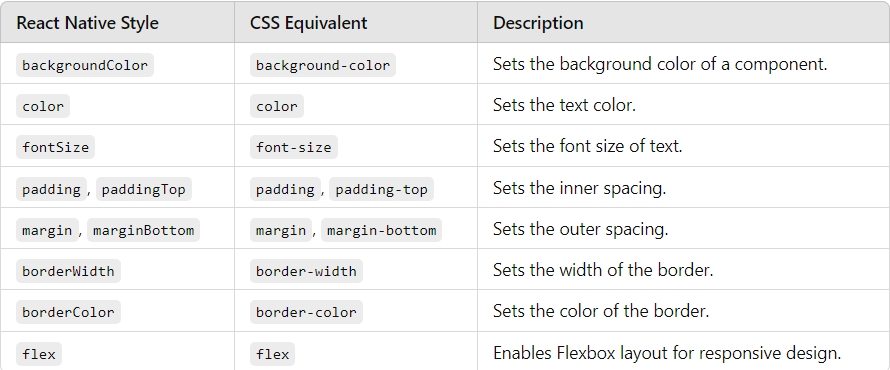 React Native Style CSS Equivalent Description
backgroundColor background-color Sets the background color of a component.
color color Sets the text color.
fontSize font-size Sets the font size of text.
padding, paddingTop padding, padding-top Sets the inner spacing.
margin, marginBottom margin, margin-bottom Sets the outer spacing.
borderWidth border-width Sets the width of the border.
borderColor border-color Sets the color of the border.
flex flex Enables Flexbox layout for responsive design.